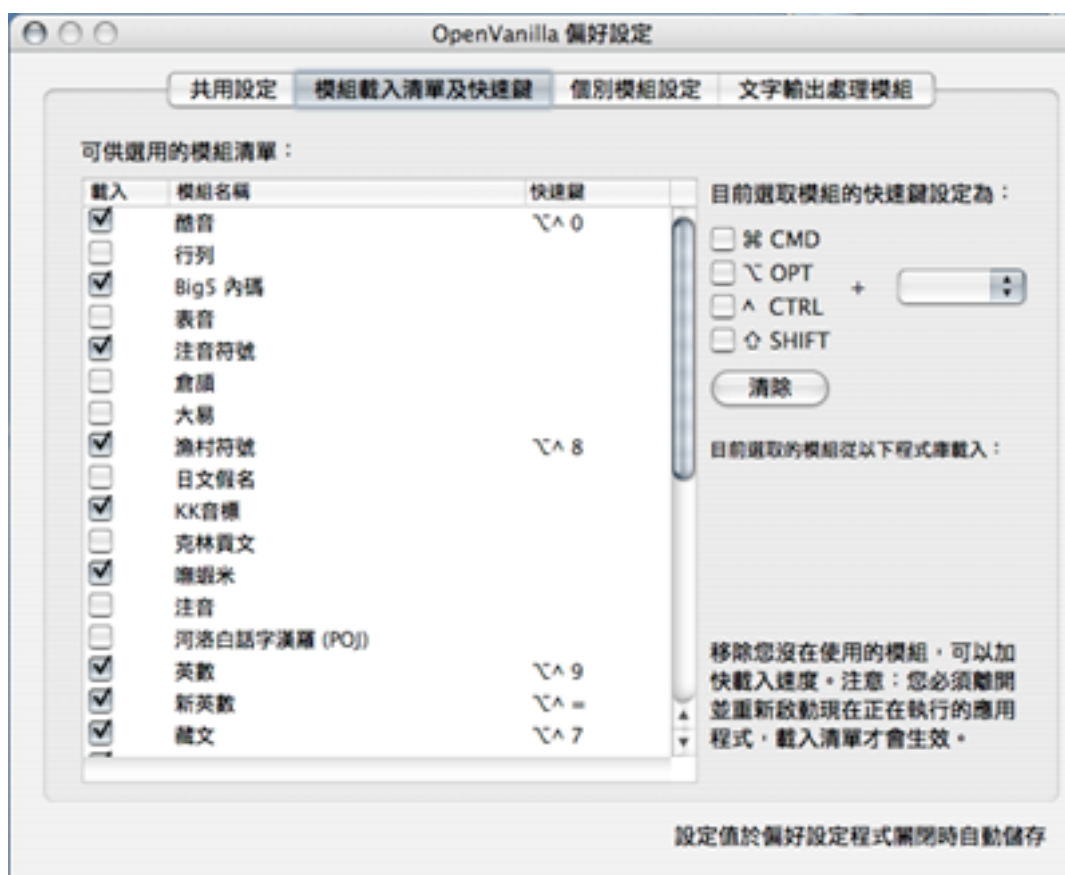 OpenVanilla 偏好設定
共用設定 模組載入清單及快速鍵 個別模組設定 文字輸出處理模組
可供選用的模組清單：
載入 模組名稱 快速鍵
酷音 ⌥^ 0
行列
Big5 內碼
表音
注音符號
倉頡
大易
漁村符號 ⌥^ 8
日文假名
KK音標
克林貢文
嘸蝦米
注音
河洛白話字漢羅 (POJ)
英數 ⌥^ 9
新英數 ⌥^ =
藏文 ⌥^ 7
目前選取模組的快速鍵設定為：
⌘ CMD
⌥ OPT
+
^ CTRL
⇧ SHIFT
清除
目前選取的模組從以下程式庫載入：
移除您沒在使用的模組，可以加
快載入速度。注意：您必須離開
並重新啟動現在正在執行的應用
程式，載入清單才會生效。
設定值於偏好設定程式關閉時自動儲存